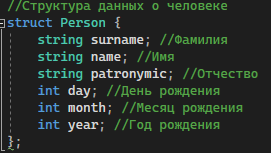 //Структура данных о человеке
struct Person {
string surname; //Фамилия
string name; //Имя
string patronymic; //Отчество
int day; //День рождения
int month; //Месяц рождения
int year; //Год рождения
};